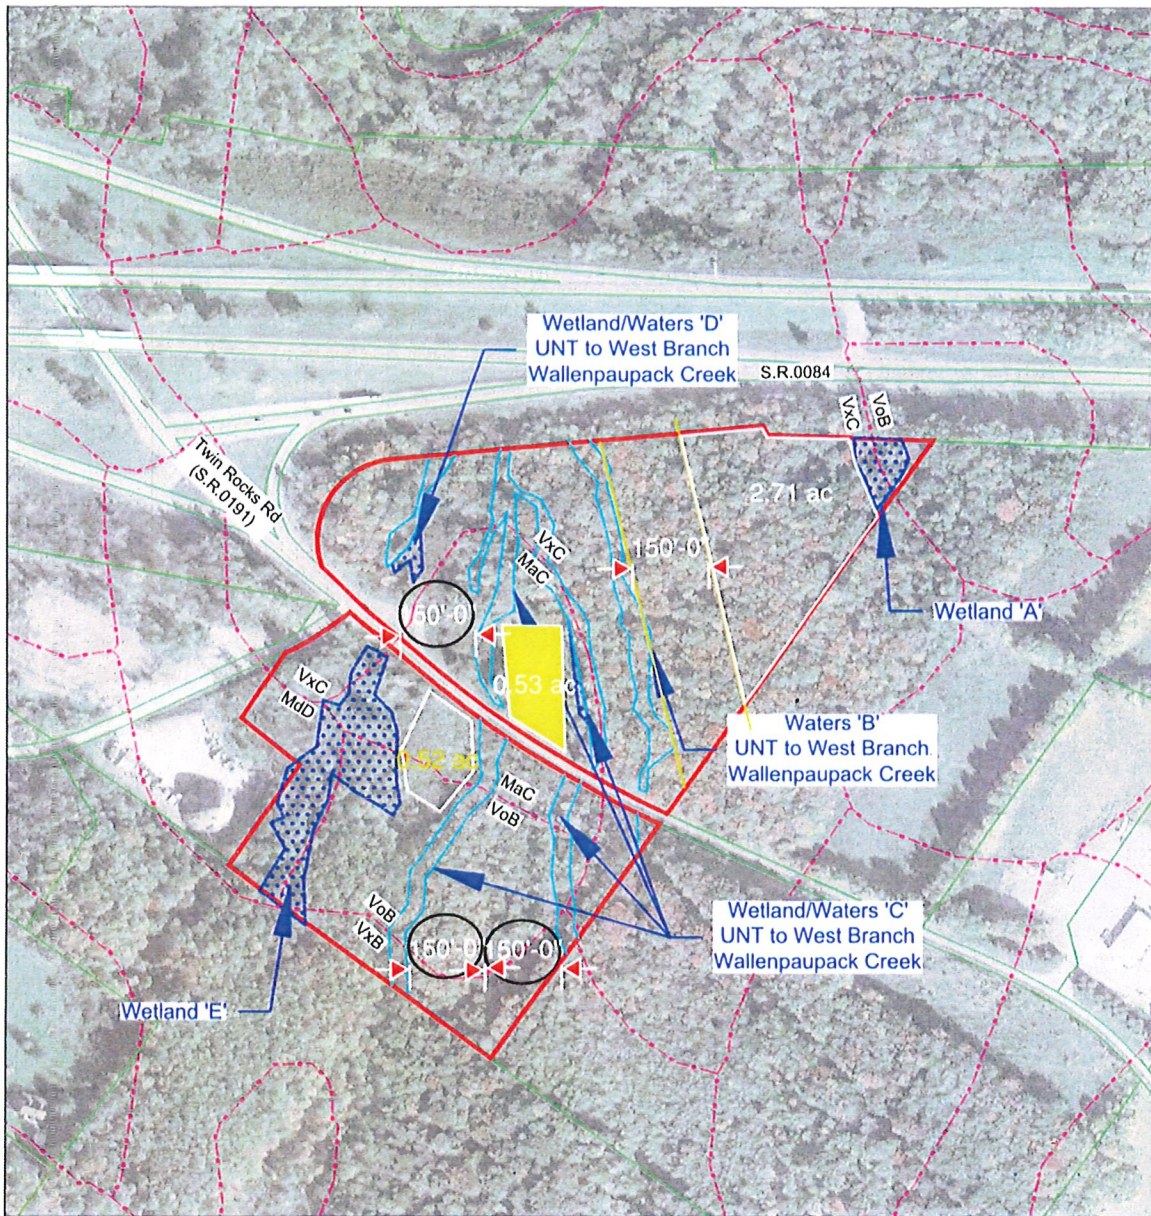 Wetland/Waters 'D'
UNT to West Branch
Wallenpaupack Creek
S.R.0084
VxC
VoB
Twin Rocks Rd
(S.R.0191)
2.71 ac
VxC
MaC
150'-0"
Wetland 'A'
50'-0"
VxC
MdD
0.53 ac
0.52 ac
Waters 'B'
UNT to West Branch
Wallenpaupack Creek
MaC
VoB
Wetland/Waters 'C'
UNT to West Branch
Wallenpaupack Creek
VoB
VxB
150'-0"
150'-0"
Wetland 'E'